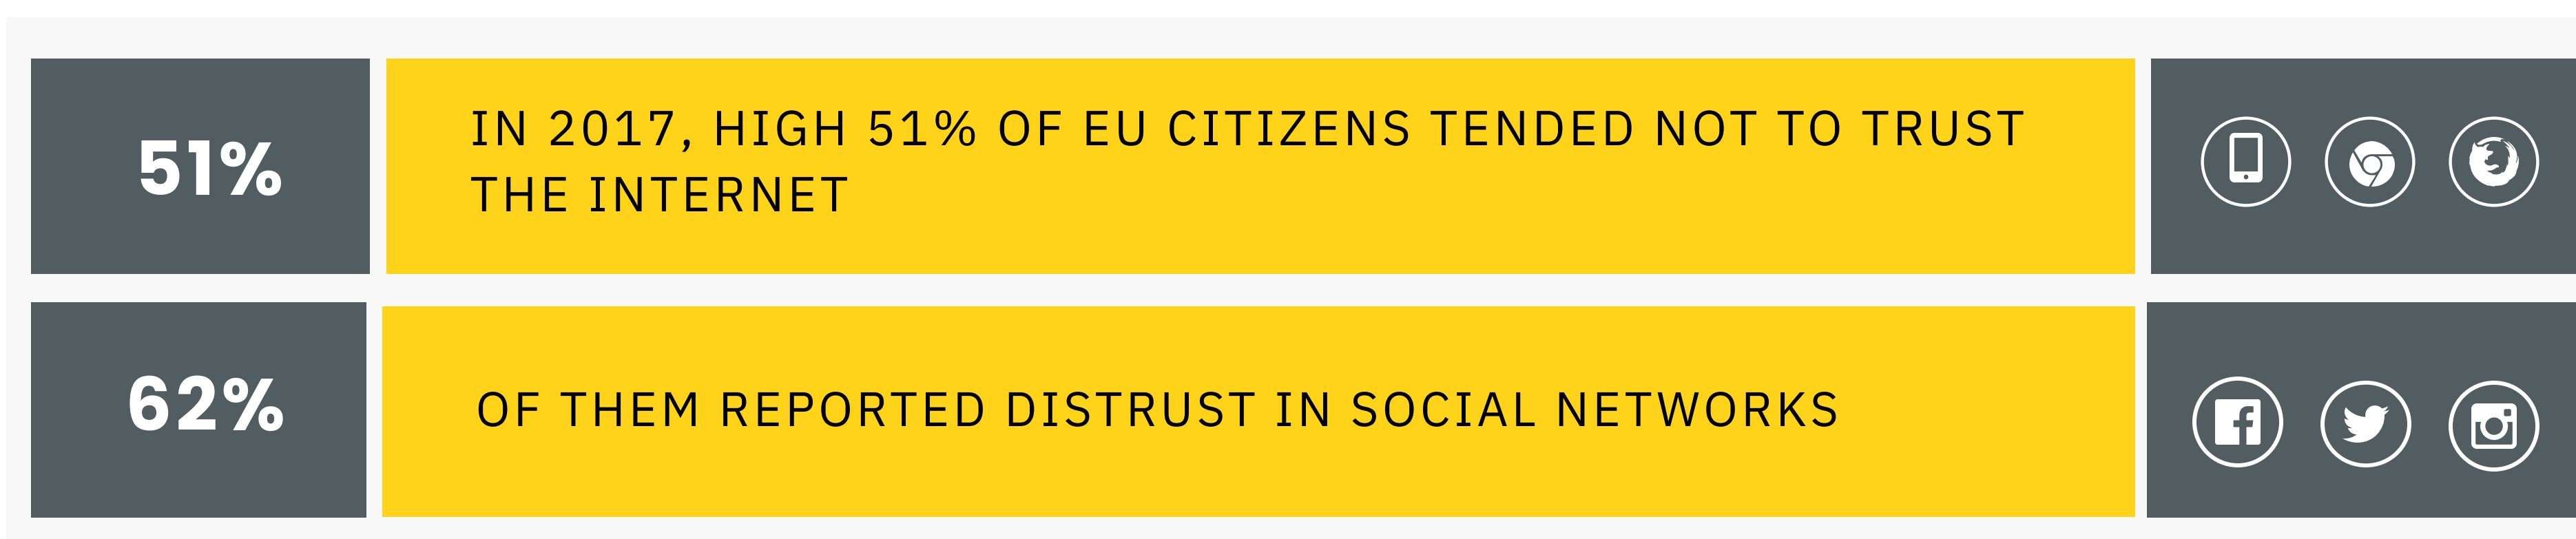 51%
IN 2017, HIGH 51% OF EU CITIZENS TENDED NOT TO TRUST
THE INTERNET
62%
OF THEM REPORTED DISTRUST IN SOCIAL NETWORKS